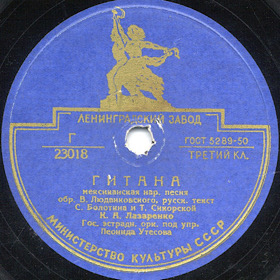 ЛЕНИНГРАДСКИЙ ЗАВОД
Г
23018
ГОСТ 5289-50
ТРЕТИЙ КЛ.
ГИТАНА
мексиканская нар. песня
обр. В. Людвиковского, русск. текст
С. Болотина и Т. Сикорской
К. А. Лазаренко
Гос. эстрадн. орк. под упр.
Леонида Утесова
МИНИСТЕРСТВО КУЛЬТУРЫ СССР